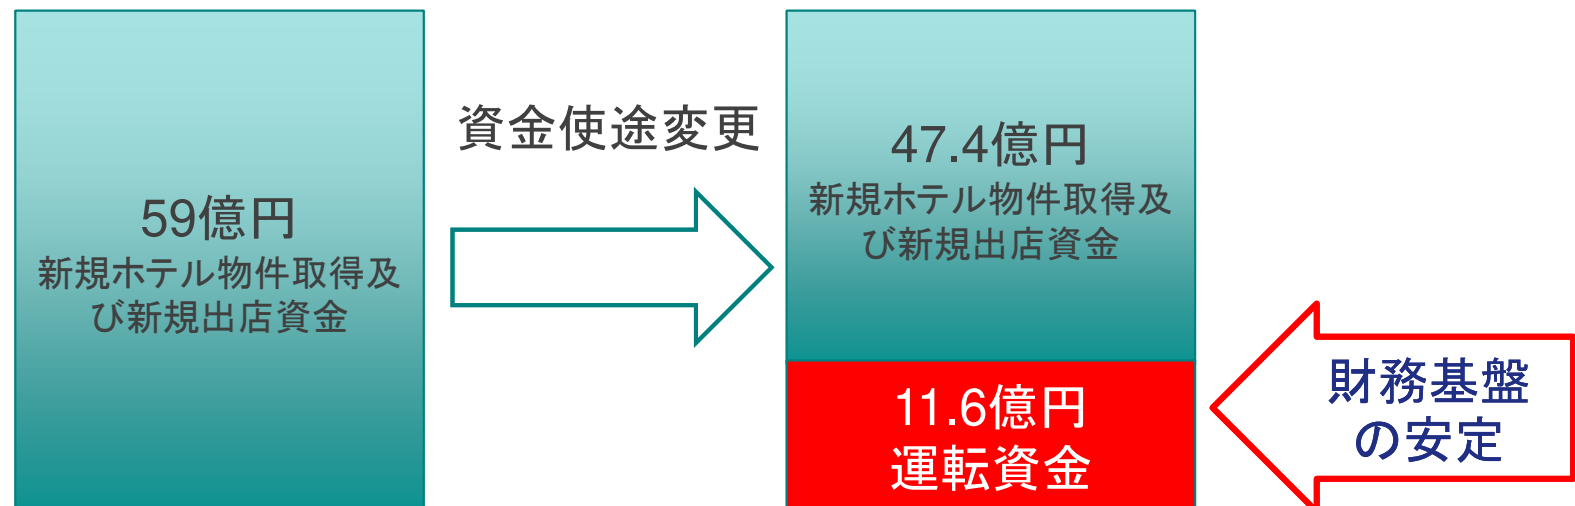 59億円
新規ホテル物件取得及
び新規出店資金
資金使途変更
47.4億円
新規ホテル物件取得及
び新規出店資金
11.6億円
運転資金
財務基盤
の安定